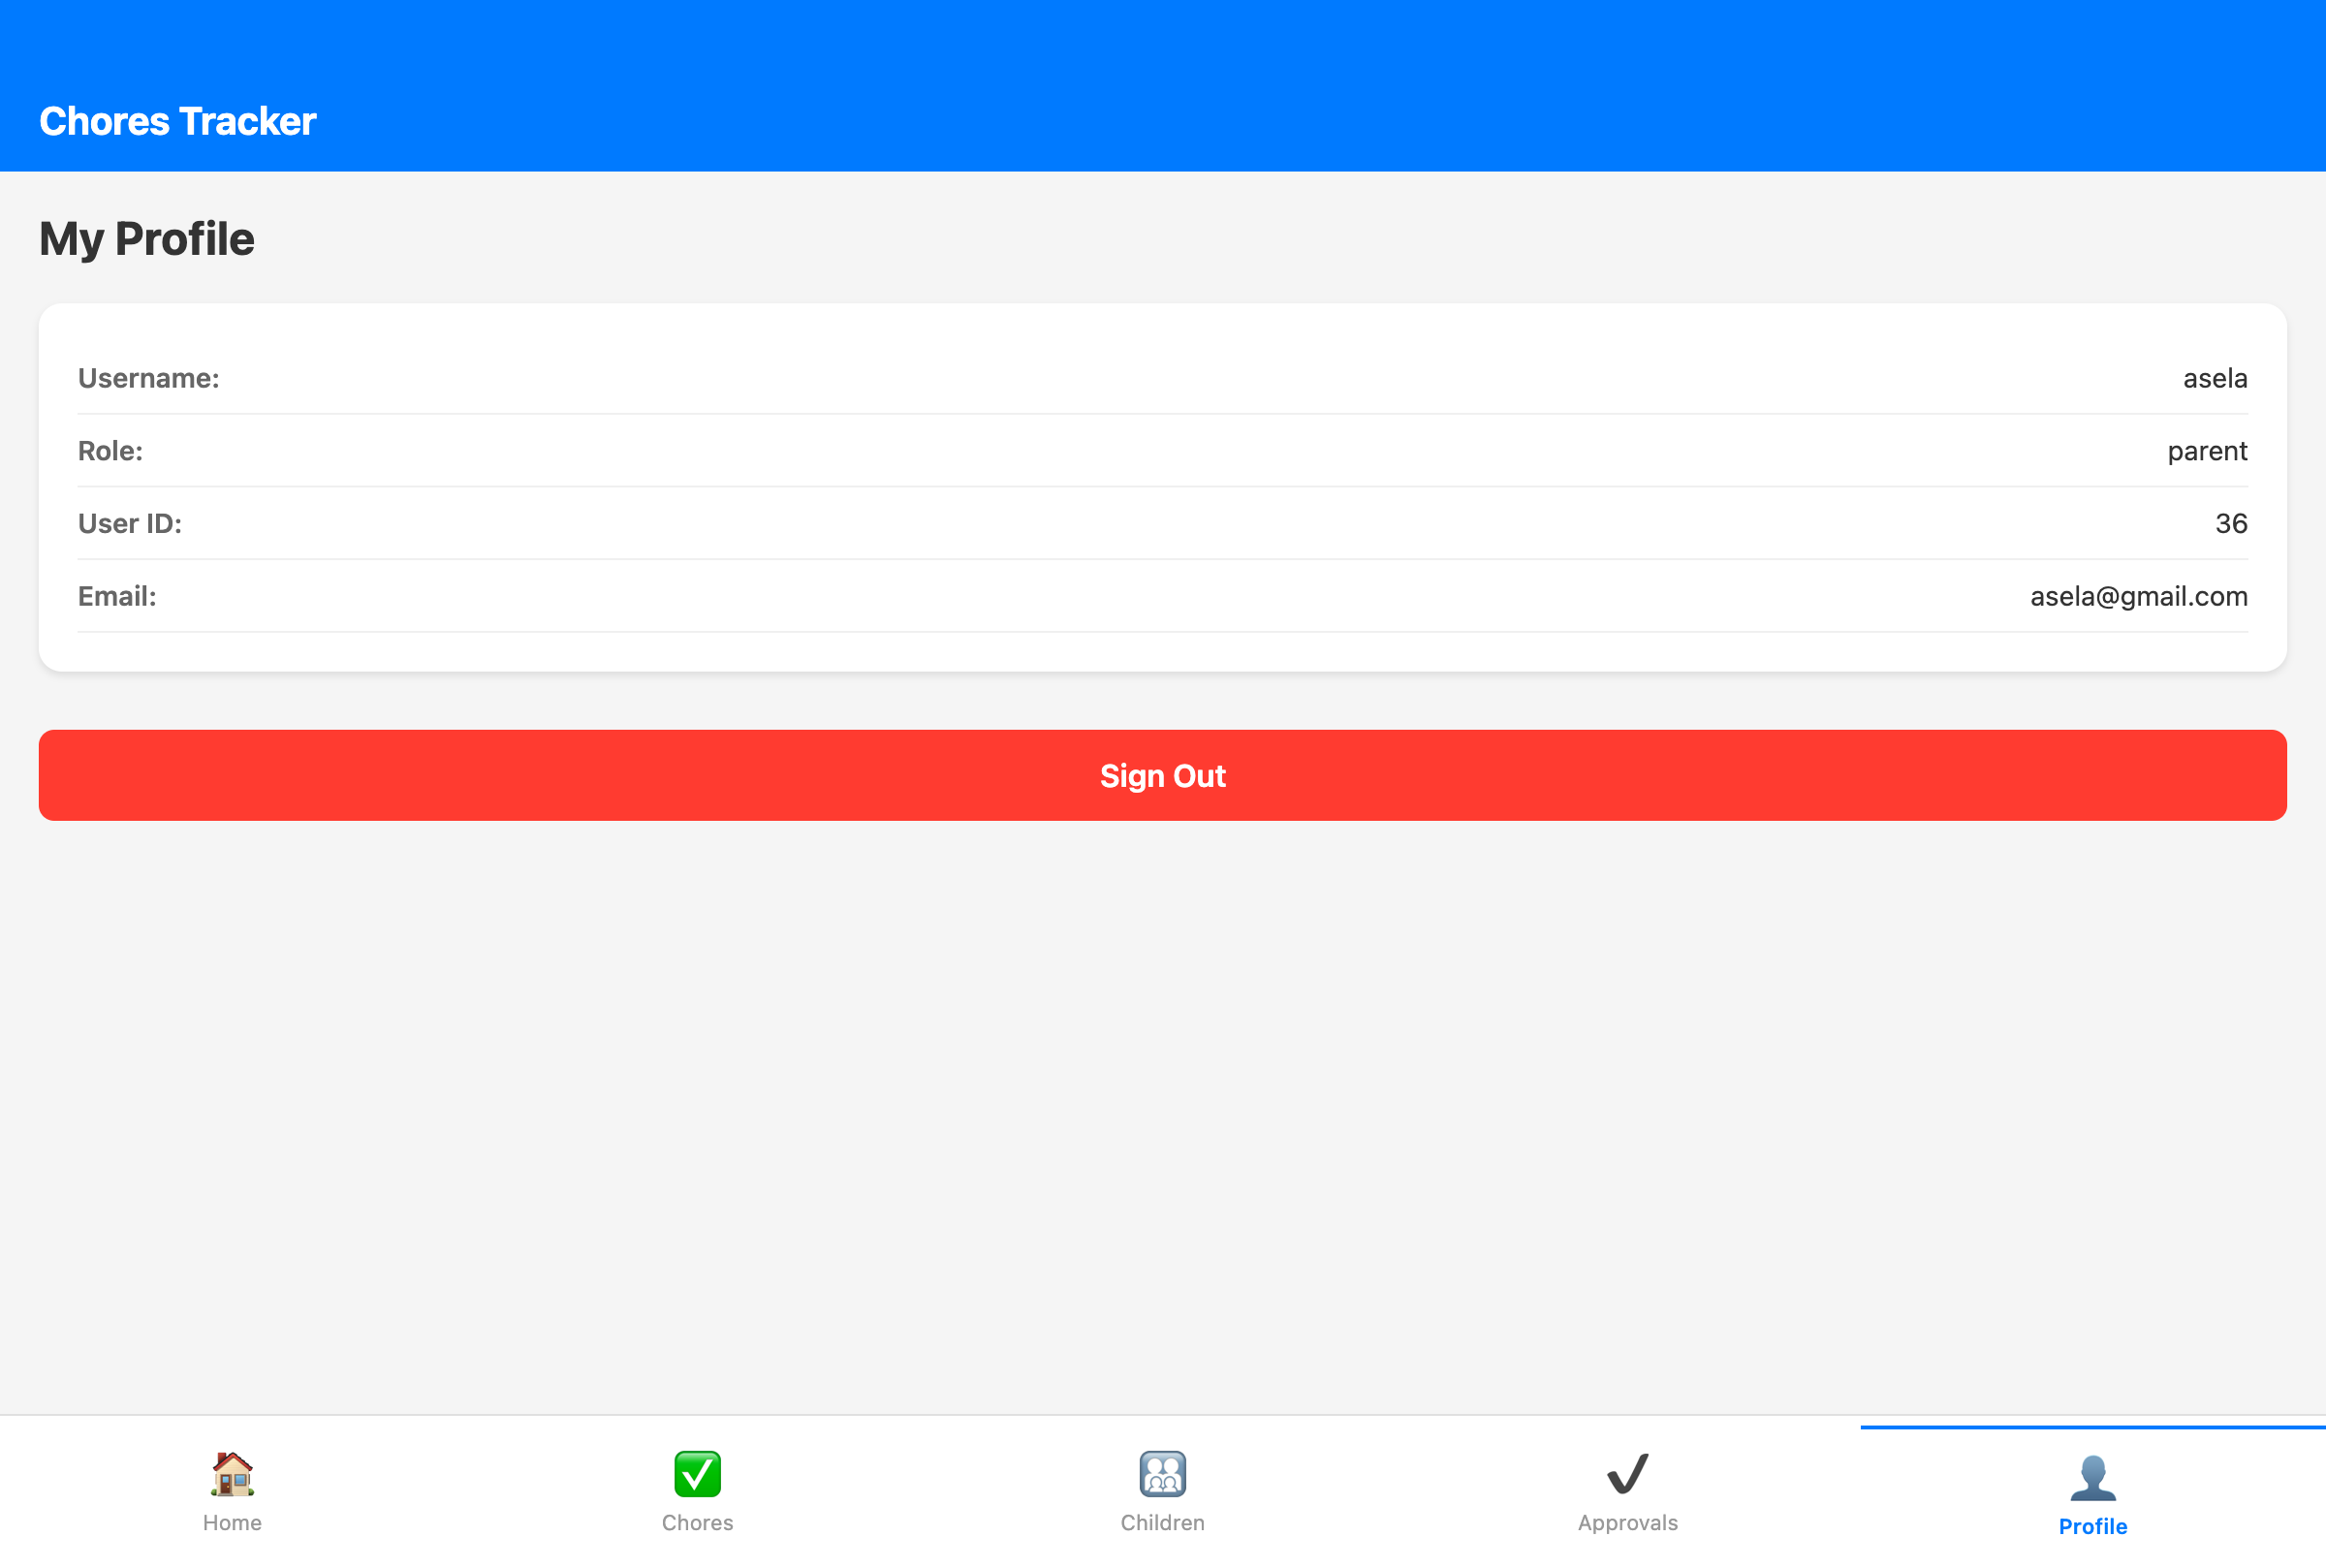 Chores Tracker
My Profile
Username: asela
Role: parent
User ID: 36
Email: asela@gmail.com
Sign Out
Home Chores Children Approvals Profile